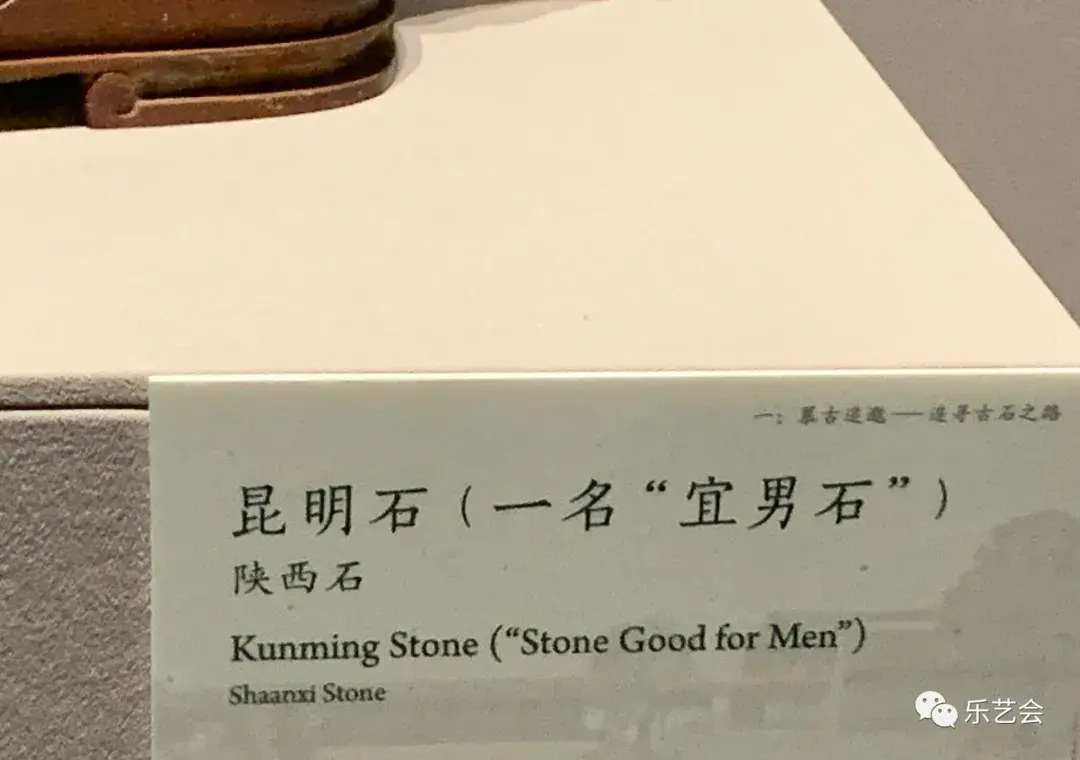 一：慕古追邈——追寻古石之路
昆明石（一名“宜男石”）
陕西石
Kunming Stone (“Stone Good for Men”)
Shaanxi Stone
乐艺会